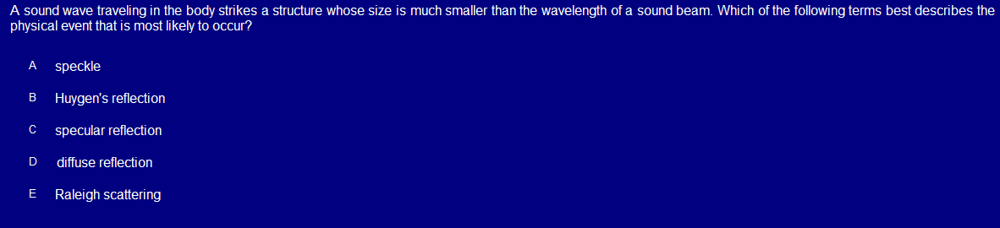 A sound wave traveling in the body strikes a structure whose size is much smaller than the wavelength of a sound beam. Which of the following terms best describes the
physical event that is most likely to occur?
A speckle
B Huygen's reflection
C specular reflection
D diffuse reflection
E Raleigh scattering